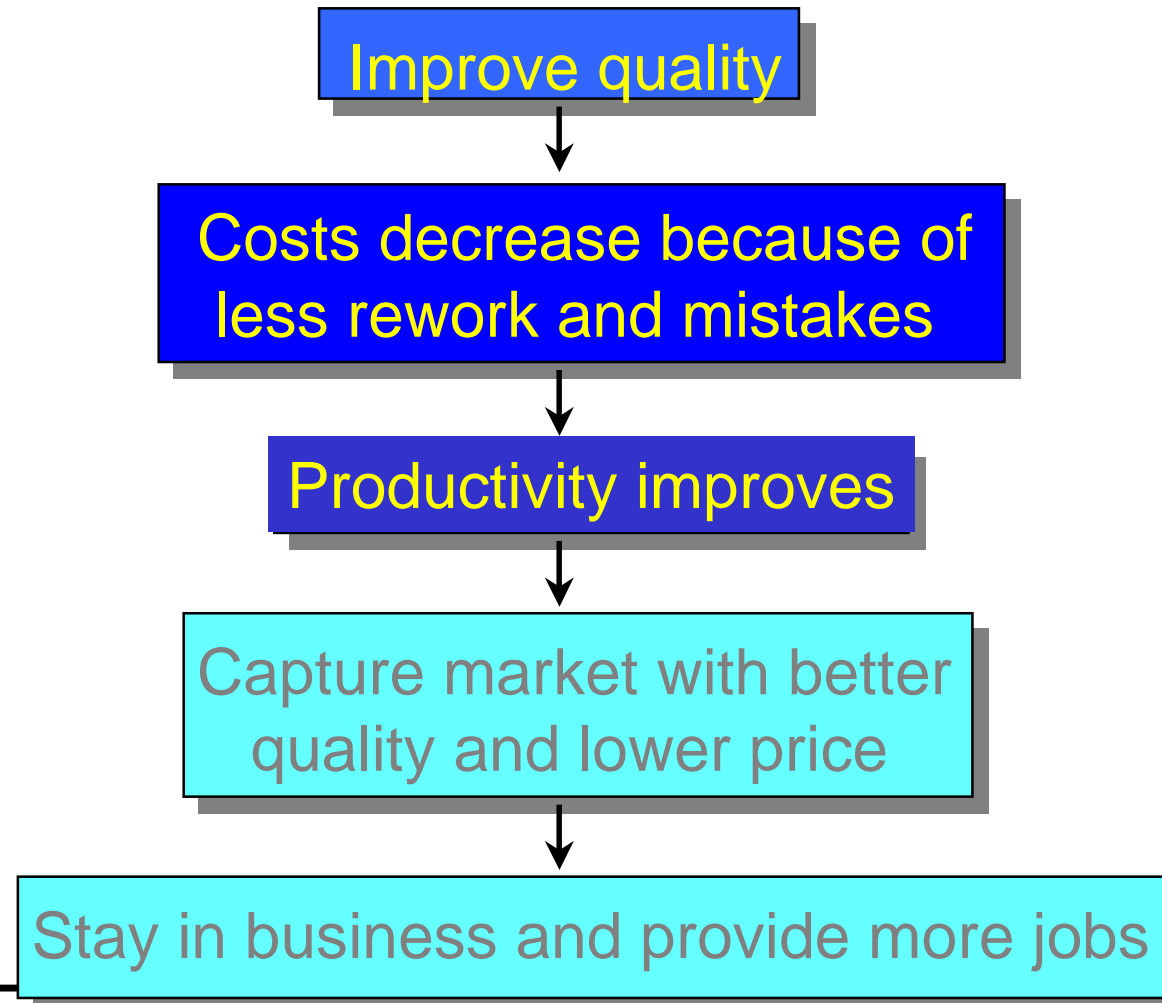 Improve quality
Costs decrease because of
less rework and mistakes
Productivity improves
Capture market with better
quality and lower price
Stay in business and provide more jobs